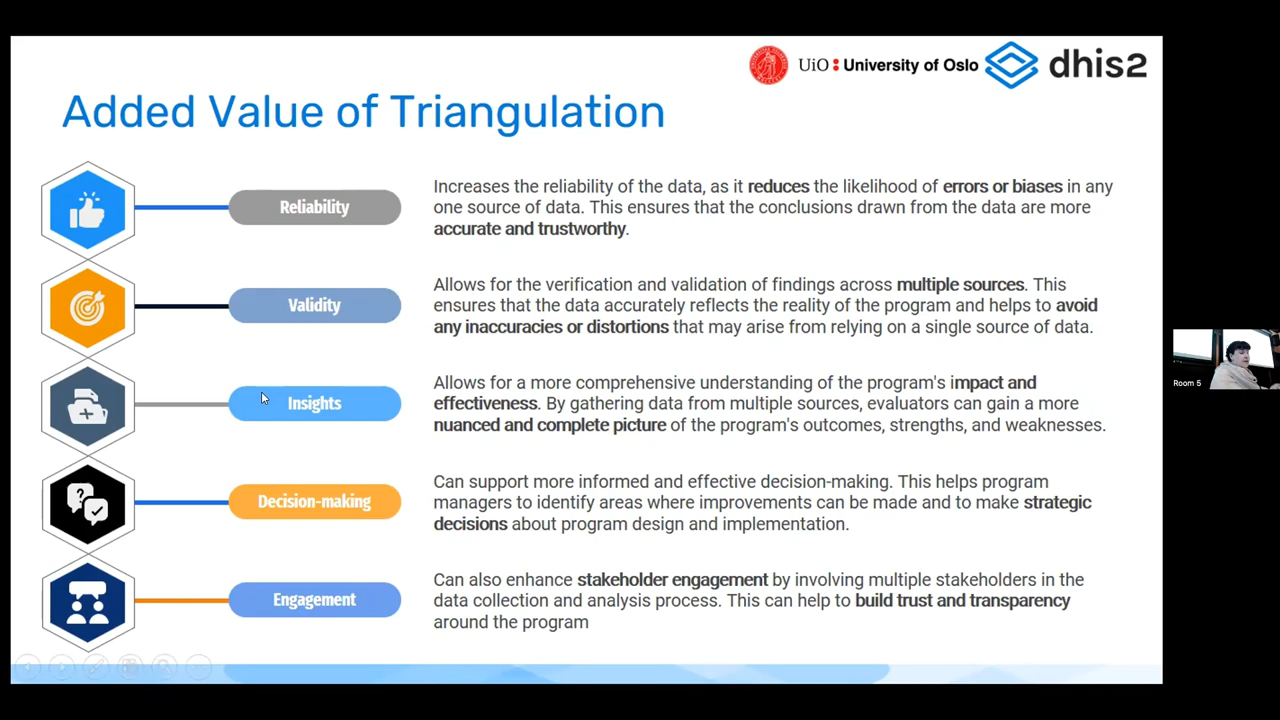 UiO : University of Oslo
dhis2
Added Value of Triangulation
Reliability
Increases the reliability of the data, as it reduces the likelihood of errors or biases in any
one source of data. This ensures that the conclusions drawn from the data are more
accurate and trustworthy.
Validity
Allows for the verification and validation of findings across multiple sources. This
ensures that the data accurately reflects the reality of the program and helps to avoid
any inaccuracies or distortions that may arise from relying on a single source of data.
Insights
Allows for a more comprehensive understanding of the program's impact and
effectiveness. By gathering data from multiple sources, evaluators can gain a more
nuanced and complete picture of the program's outcomes, strengths, and weaknesses.
Decision-making
Can support more informed and effective decision-making. This helps program
managers to identify areas where improvements can be made and to make strategic
decisions about program design and implementation.
Engagement
Can also enhance stakeholder engagement by involving multiple stakeholders in the
data collection and analysis process. This can help to build trust and transparency
around the program
Room 5